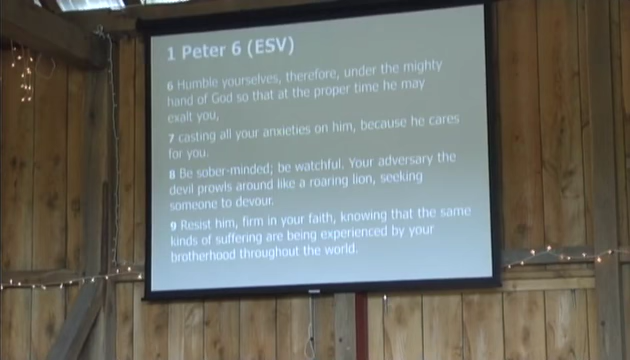 1 Peter 6 (ESV)
6 Humble yourselves, therefore, under the mighty
hand of God so that at the proper time he may
exalt you,
7 casting all your anxieties on him, because he cares
for you.
8 Be sober-minded; be watchful. Your adversary the
devil prowls around like a roaring lion, seeking
someone to devour.
9 Resist him, firm in your faith, knowing that the same
kinds of suffering are being experienced by your
brotherhood throughout the world.